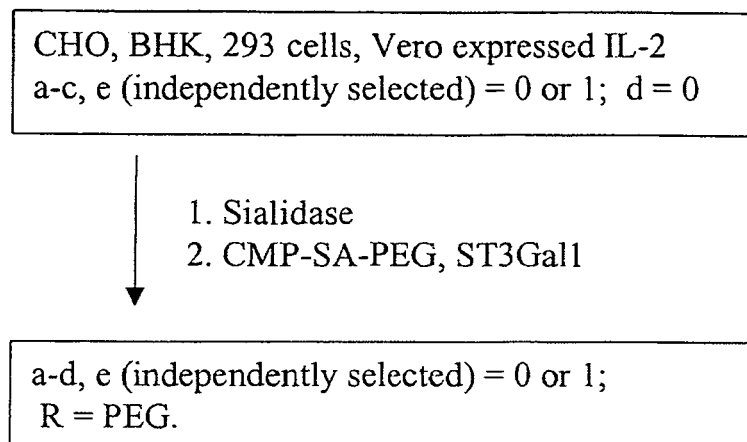 CHO, BHK, 293 cells, Vero expressed IL-2
a-c, e (independently selected) = 0 or 1; d = 0
1. Sialidase
2. CMP-SA-PEG, ST3Gal1
a-d, e (independently selected) = 0 or 1;
R = PEG.